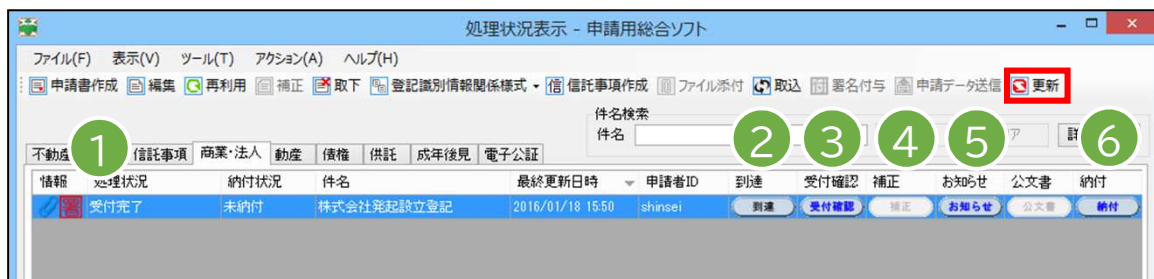 処理状況表示 - 申請用総合ソフト
ファイル(F) 表示(V) ツール(T) アクション(A) ヘルプ(H)
申請書作成 編集 再利用 補正 取下 登記識別情報関係様式 信 信託事項作成 ファイル添付 取込 署名付与 申請データ送信 更新
件名検索
件名 ア 詳
1 2 3 4 5 6
不動産 信託事項 商業・法人 動産 債権 供託 成年後見 電子公証
情報 処理状況 納付状況 件名 最終更新日時 申請者ID 到達 受付確認 補正 お知らせ 公文書 納付
署 受付完了 未納付 株式会社発起設立登記 2016/01/18 15:50 shinsei 到達 受付確認 補正 お知らせ 公文書 納付